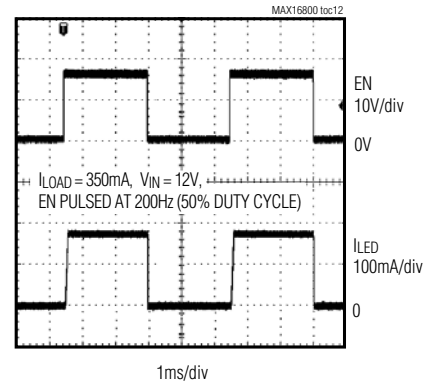 MAX16800 toc12
EN
10V/div
0V
ILOAD = 350mA, VIN = 12V,
EN PULSED AT 200Hz (50% DUTY CYCLE)
ILED
100mA/div
0
1ms/div